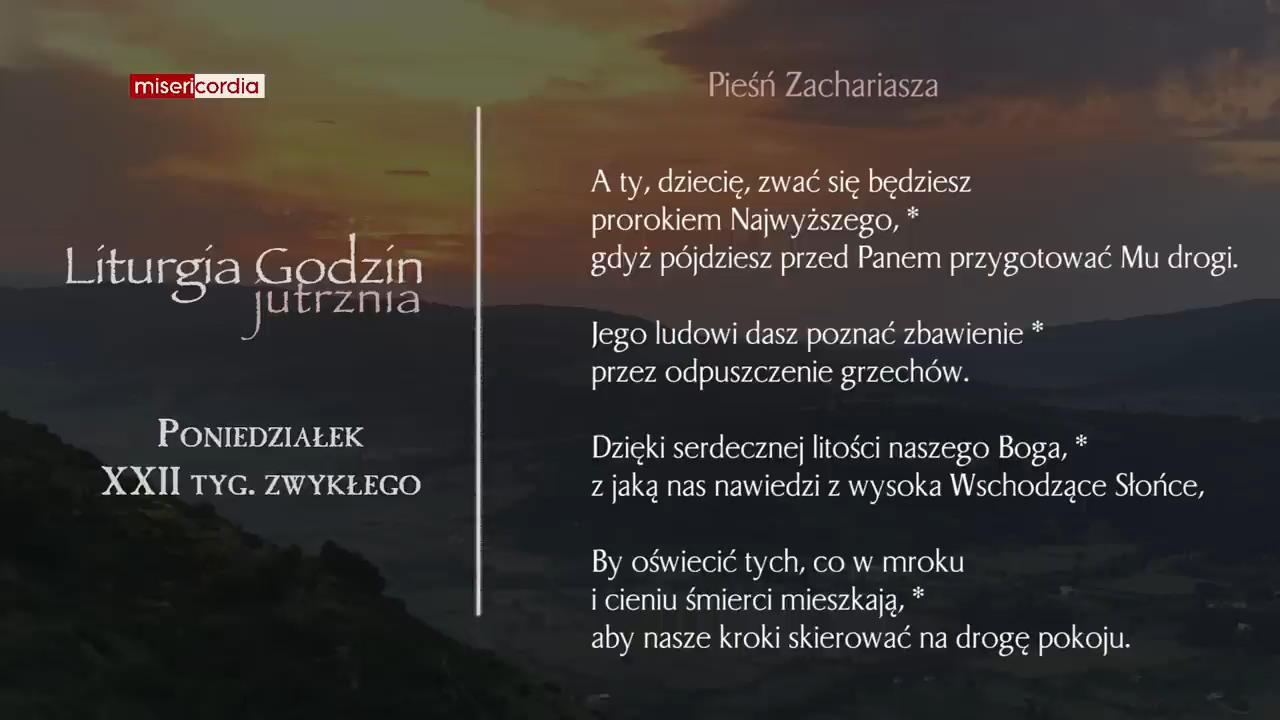 misericordia
Liturgia Godzin
jutrznia
Poniedziałek
XXII tyg. zwykłego
Pieśń Zachariasza
A ty, dziecię, zwać się będziesz
prorokiem Najwyższego, *
gdyż pójdziesz przed Panem przygotować Mu drogi.
Jego ludowi dasz poznać zbawienie *
przez odpuszczenie grzechów.
Dzięki serdecznej litości naszego Boga, *
z jaką nas nawiedzi z wysoka Wschodzące Słońce,
By oświecić tych, co w mroku
i cieniu śmierci mieszkają, *
aby nasze kroki skierować na drogę pokoju.